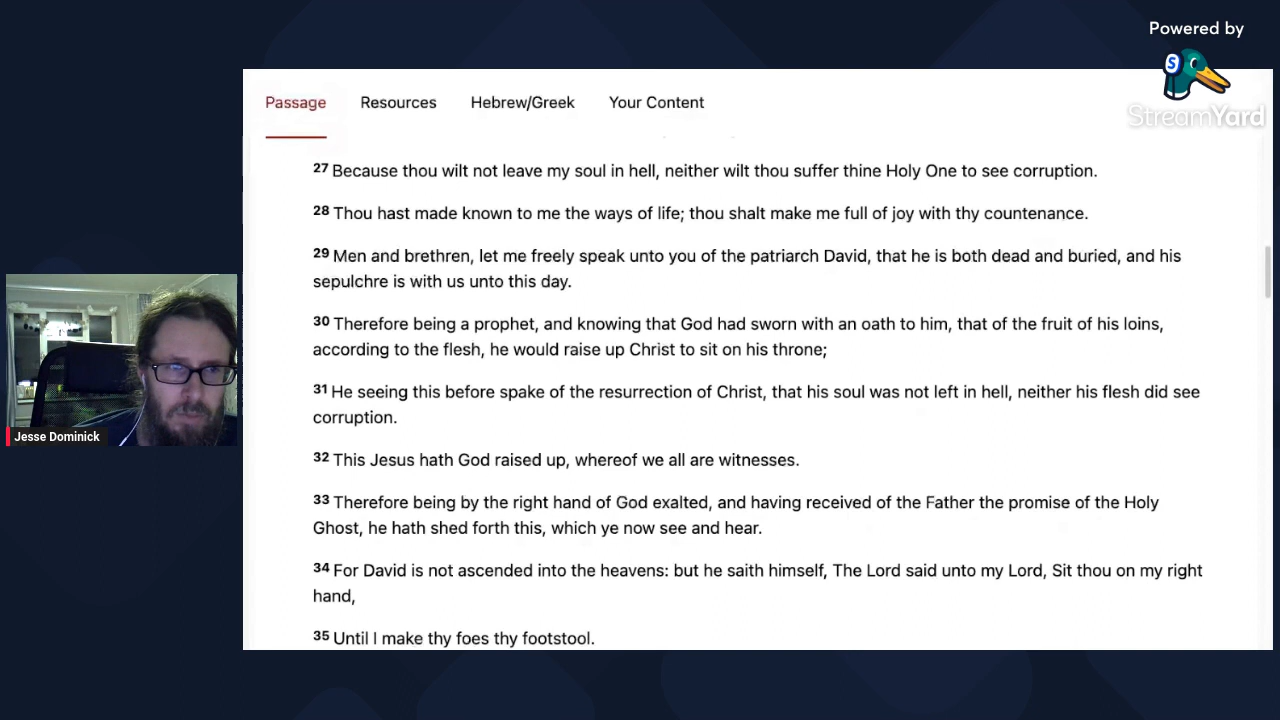 Powered by
S
StreamYard
Passage
Resources
Hebrew/Greek
Your Content
27 Because thou wilt not leave my soul in hell, neither wilt thou suffer thine Holy One to see corruption.
28 Thou hast made known to me the ways of life; thou shalt make me full of joy with thy countenance.
29 Men and brethren, let me freely speak unto you of the patriarch David, that he is both dead and buried, and his
sepulchre is with us unto this day.
30 Therefore being a prophet, and knowing that God had sworn with an oath to him, that of the fruit of his loins,
according to the flesh, he would raise up Christ to sit on his throne;
31 He seeing this before spake of the resurrection of Christ, that his soul was not left in hell, neither his flesh did see
corruption.
32 This Jesus hath God raised up, whereof we all are witnesses.
33 Therefore being by the right hand of God exalted, and having received of the Father the promise of the Holy
Ghost, he hath shed forth this, which ye now see and hear.
34 For David is not ascended into the heavens: but he saith himself, The Lord said unto my Lord, Sit thou on my right
hand,
35 Until I make thy foes thy footstool.
Jesse Dominick